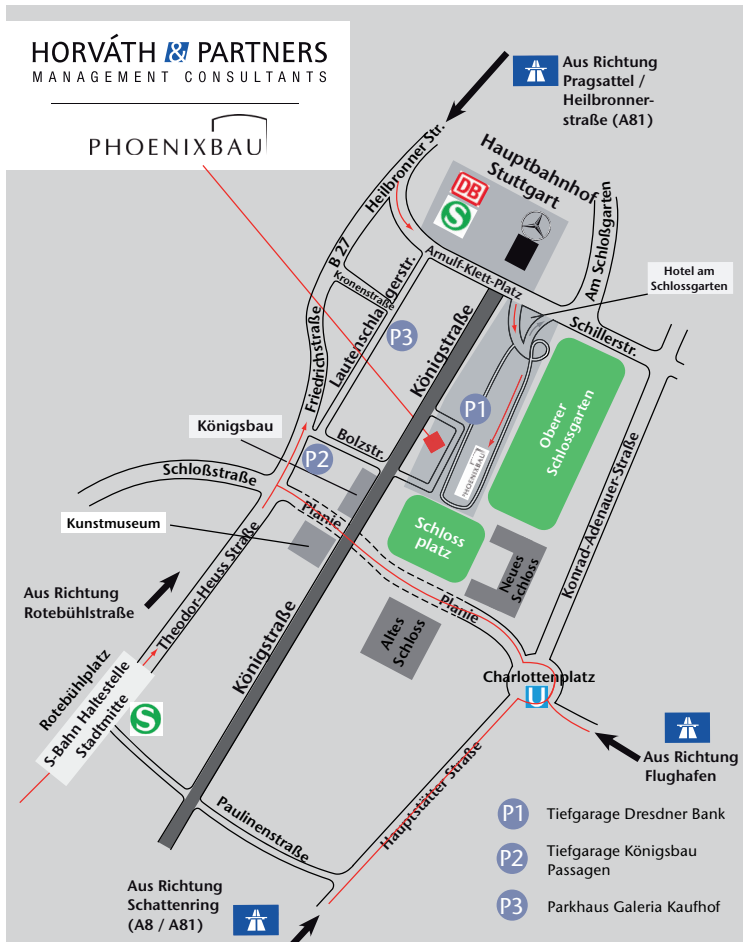 HORVÁTH & PARTNERS
MANAGEMENT CONSULTANTS
PHOENIXBAU
Aus Richtung
Pragsattel /
Heilbronner-
straße (A81)
Hauptbahnhof
Stuttgart
DB
S
Heilbronner Str.
B 27
Arnulf-Klett-Platz
Am Schloßgarten
Hotel am
Schlossgarten
Schillerstr.
Kronenstraße
Lautenschlagerstr.
Friedrichstraße
P3
Königstraße
P1
Oberer
Schlossgarten
Königsbau
Bolzstr.
P2
PHOENIXBAU
Konrad-Adenauer-Straße
Schloßstraße
Planie
Kunstmuseum
Schloss
platz
Neues
Schloss
Aus Richtung
Rotebühlstraße
Theodor-Heuss Straße
Planie
Altes
Schloss
Königstraße
Charlottenplatz
U
Rotebühlplatz
S-Bahn Haltestelle
Stadtmitte
S
Aus Richtung
Flughafen
Hauptstätter Straße
Paulinenstraße
P1 Tiefgarage Dresdner Bank
P2 Tiefgarage Königsbau
Passagen
P3 Parkhaus Galeria Kaufhof
Aus Richtung
Schattenring
(A8 / A81)